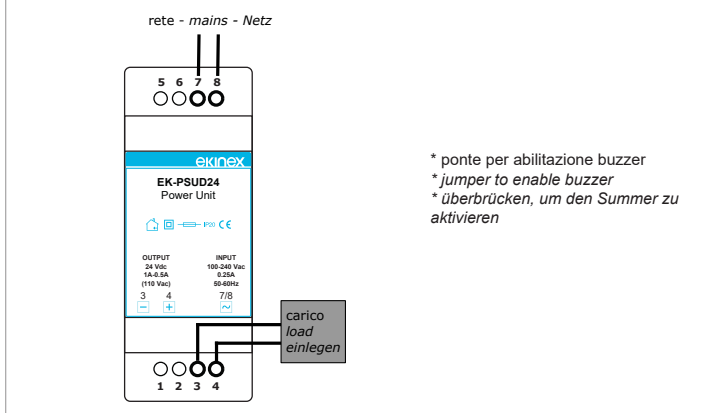 rete - mains - Netz
5 6 7 8
ekinex
EK-PSUD24
Power Unit
IP20 CE
OUTPUT
24 Vdc
1A-0.5A
(110 Vac)
3 4
- +
INPUT
100-240 Vac
0.25A
50-60Hz
7/8
~
carico
load
einlegen
1 2 3 4
* ponte per abilitazione buzzer
* jumper to enable buzzer
* überbrücken, um den Summer zu
aktivieren